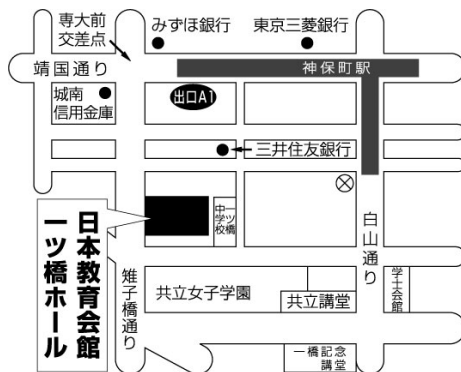 専大前
交差点
みずほ銀行
東京三菱銀行
靖国通り
神保町駅
城南
信用金庫
出口A1
三井住友銀行
一ツ橋
中学校
白山通り
日本教育会館
一ツ橋ホール
雉子橋通り
共立女子学園
共立講堂
学士会館
一橋記念
講堂